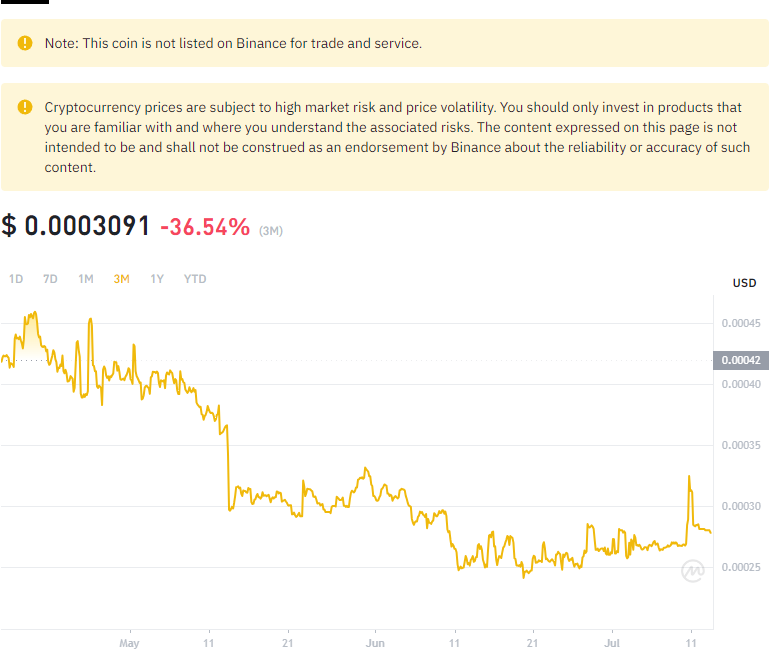 Note: This coin is not listed on Binance for trade and service.
Cryptocurrency prices are subject to high market risk and price volatility. You should only invest in products that
you are familiar with and where you understand the associated risks. The content expressed on this page is not
intended to be and shall not be construed as an endorsement by Binance about the reliability or accuracy of such
content.
$ 0.0003091 -36.54% (3M)
1D 7D 1M 3M 1Y YTD
USD
0.00045
0.00042
0.00040
0.00035
0.00030
0.00025
May 11 21 Jun 11 21 Jul 11